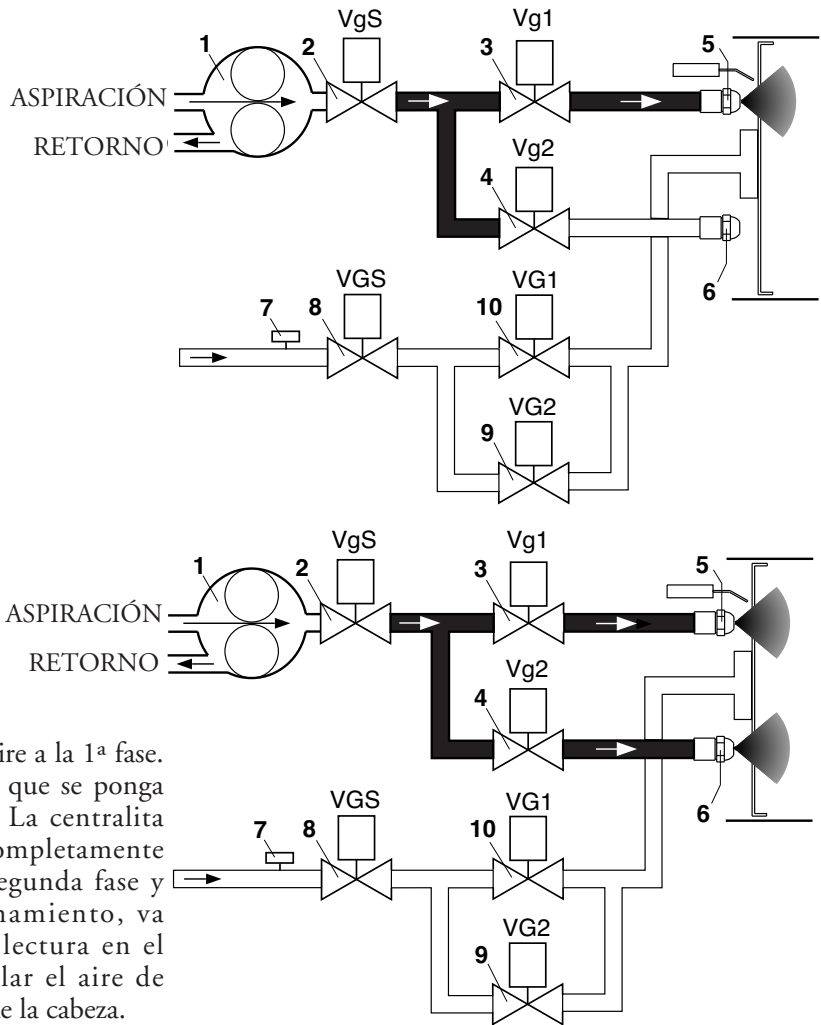 VgS
Vg1
1
2
3
5
ASPIRACIÓN
RETORNO
Vg2
4
6
VGS
VG1
7
8
10
VG2
9
VgS
Vg1
1
2
3
5
ASPIRACIÓN
RETORNO
Vg2
4
6
ire a la 1ª fase.
que se ponga
La centralita
ompletamente
egunda fase y
namiento, va
lectura en el
lar el aire de
e la cabeza.
VGS
VG1
7
8
10
VG2
9